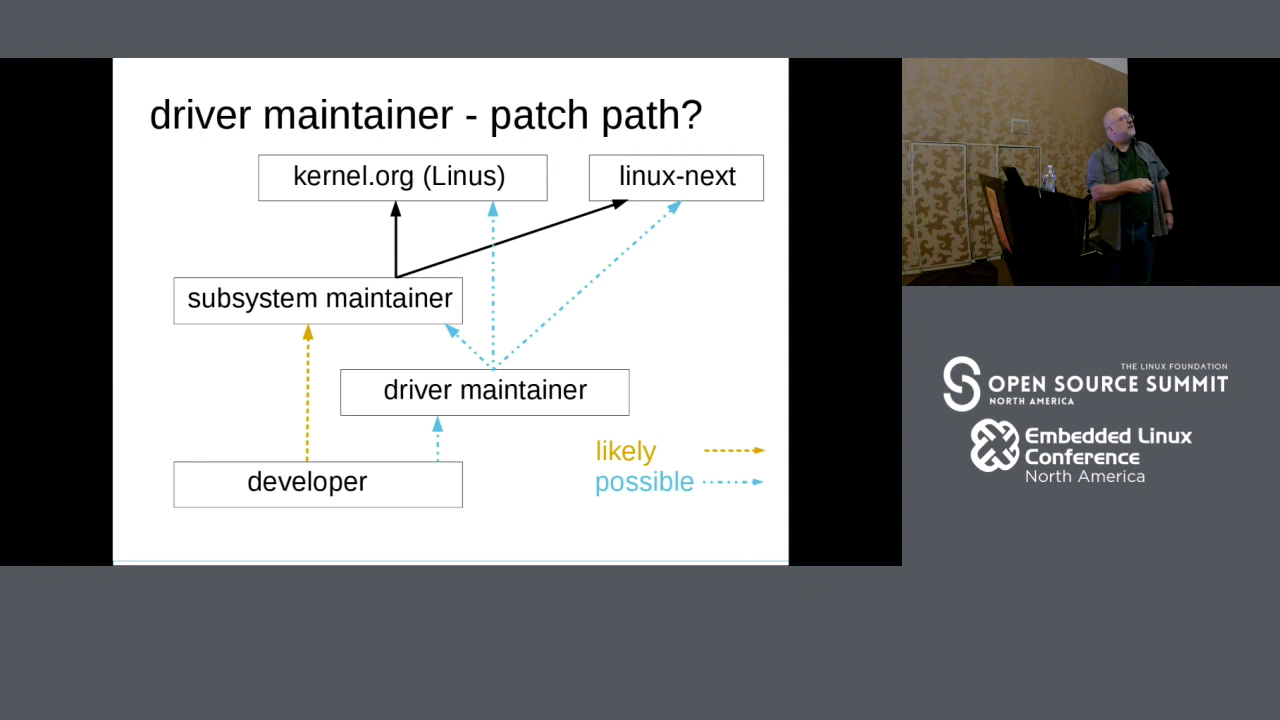 driver maintainer - patch path?
kernel.org (Linus)
linux-next
subsystem maintainer
driver maintainer
developer
likely
possible
THE LINUX FOUNDATION
OPEN SOURCE SUMMIT
NORTH AMERICA
Embedded Linux
Conference
North America